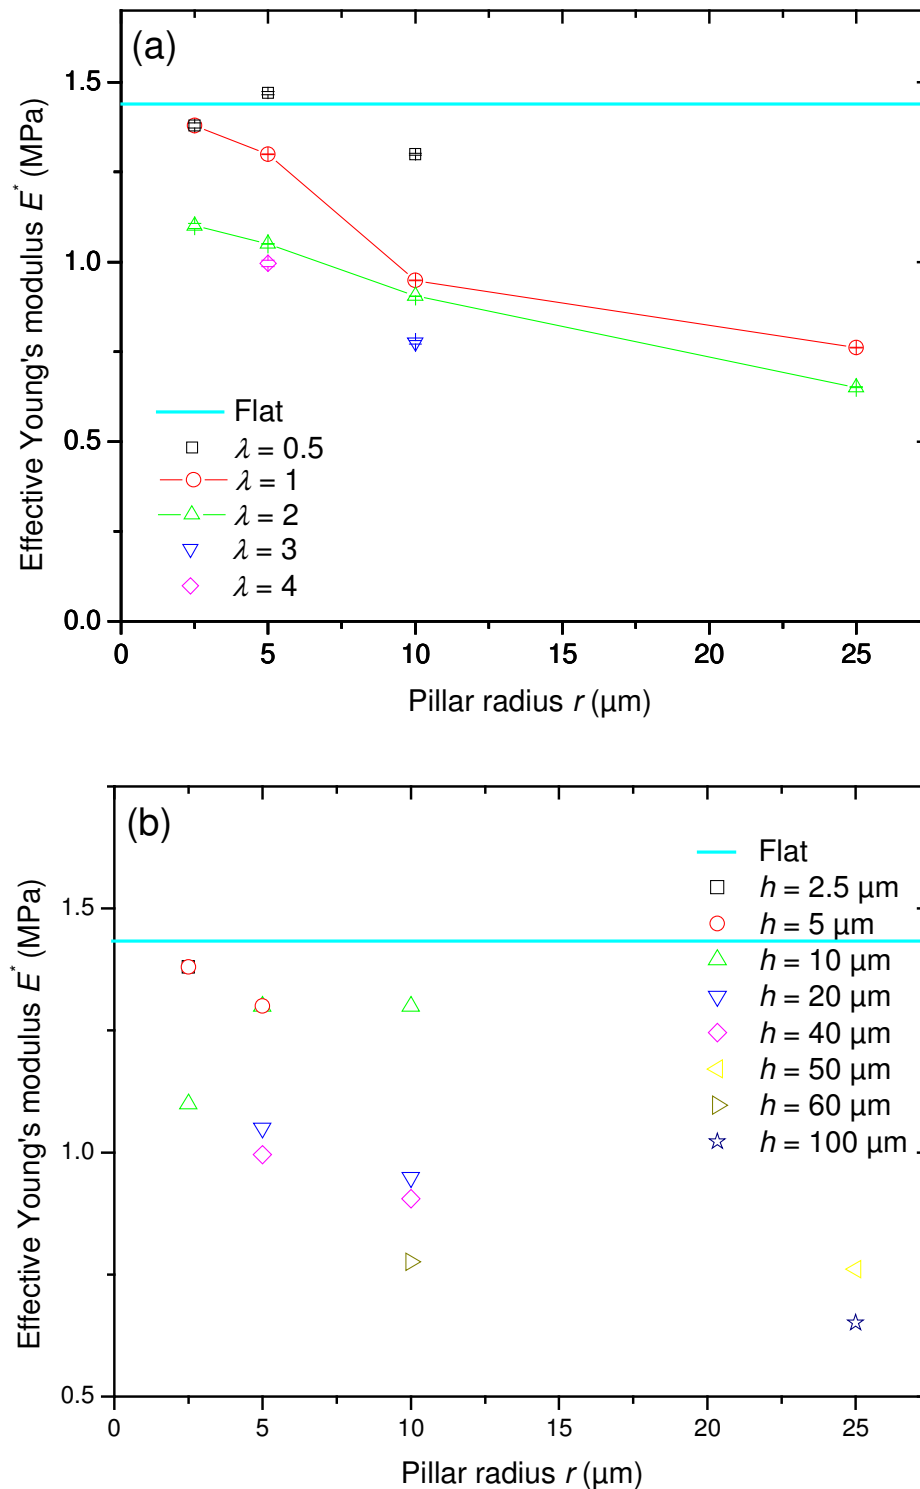 (a)
1.5
1.0
0.5
0.0
Effective Young's modulus E* (MPa)
Flat
λ = 0.5
λ = 1
λ = 2
λ = 3
λ = 4
0 5 10 15 20 25
Pillar radius r (µm)
(b)
1.5
1.0
0.5
Effective Young's modulus E* (MPa)
Flat
h = 2.5 µm
h = 5 µm
h = 10 µm
h = 20 µm
h = 40 µm
h = 50 µm
h = 60 µm
h = 100 µm
0 5 10 15 20 25
Pillar radius r (µm)